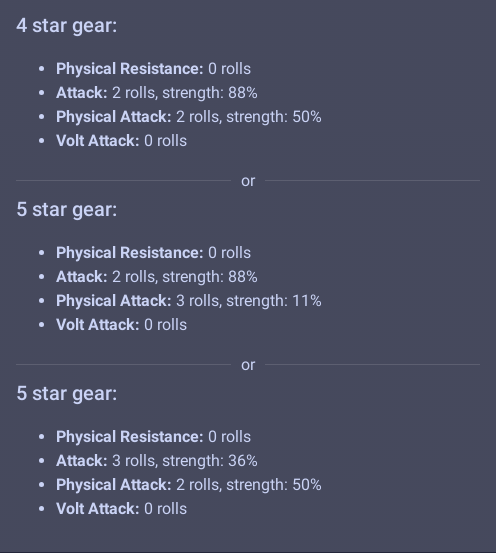 4 star gear:
Physical Resistance: 0 rolls
Attack: 2 rolls, strength: 88%
Physical Attack: 2 rolls, strength: 50%
Volt Attack: 0 rolls
or
5 star gear:
Physical Resistance: 0 rolls
Attack: 2 rolls, strength: 88%
Physical Attack: 3 rolls, strength: 11%
Volt Attack: 0 rolls
or
5 star gear:
Physical Resistance: 0 rolls
Attack: 3 rolls, strength: 36%
Physical Attack: 2 rolls, strength: 50%
Volt Attack: 0 rolls